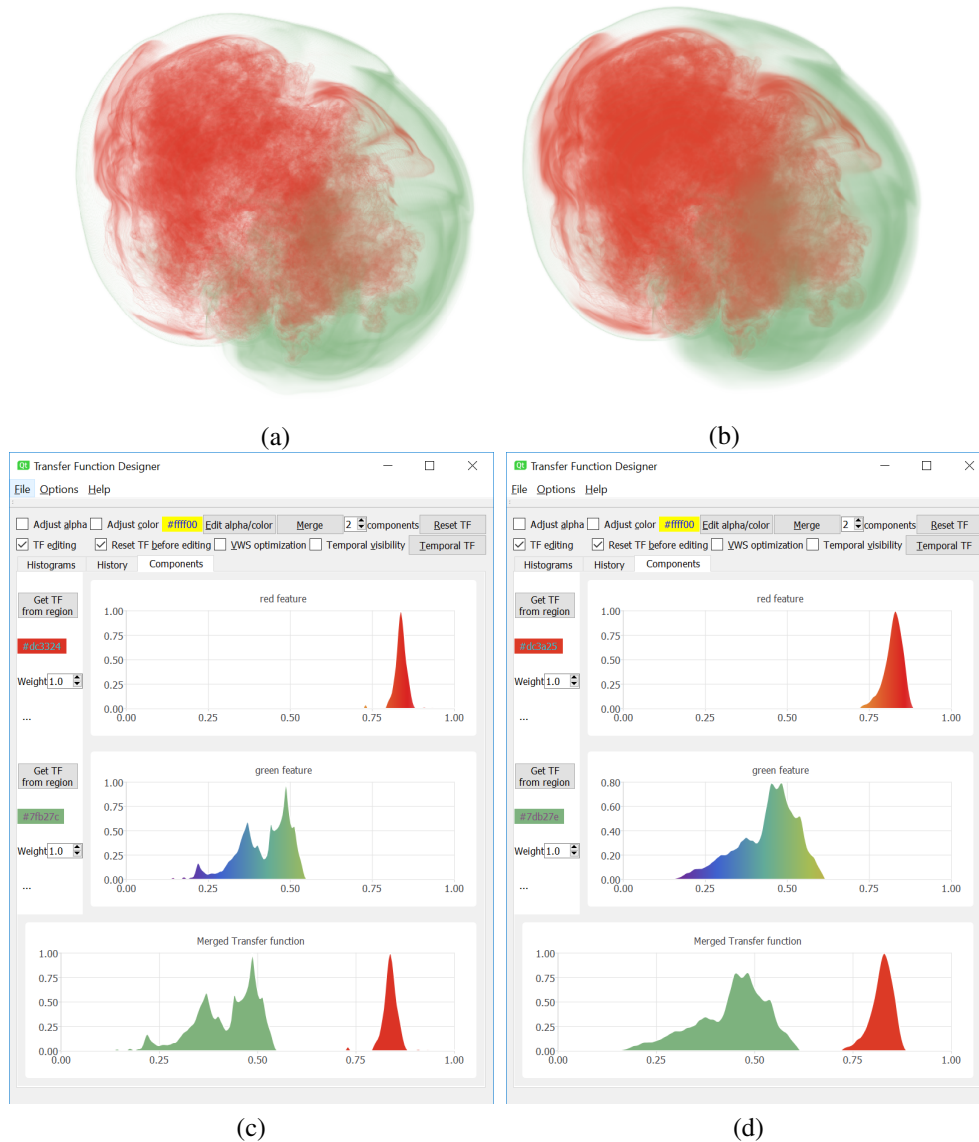 (a)
(b)
Qt Transfer Function Designer
File Options Help
Adjust alpha Adjust color #ffff00 Edit alpha/color Merge 2 components Reset TF
TF editing Reset TF before editing VWS optimization Temporal visibility Temporal TF
Histograms History Components
Get TF
from region
#dc3324
Weight 1.0
...
red feature
1.00
0.75
0.50
0.25
0.00
0.00 0.25 0.50 0.75 1.00
Get TF
from region
#7fb27c
Weight 1.0
...
green feature
1.00
0.75
0.50
0.25
0.00
0.00 0.25 0.50 0.75 1.00
Merged Transfer function
1.00
0.75
0.50
0.25
0.00
0.00 0.25 0.50 0.75 1.00
(c)
Qt Transfer Function Designer
File Options Help
Adjust alpha Adjust color #ffff00 Edit alpha/color Merge 2 components Reset TF
TF editing Reset TF before editing VWS optimization Temporal visibility Temporal TF
Histograms History Components
Get TF
from region
#dc3a25
Weight 1.0
...
red feature
1.00
0.75
0.50
0.25
0.00
0.00 0.25 0.50 0.75 1.00
Get TF
from region
#7db27e
Weight 1.0
...
green feature
0.80
0.60
0.40
0.20
0.00
0.00 0.25 0.50 0.75 1.00
Merged Transfer function
1.00
0.75
0.50
0.25
0.00
0.00 0.25 0.50 0.75 1.00
(d)